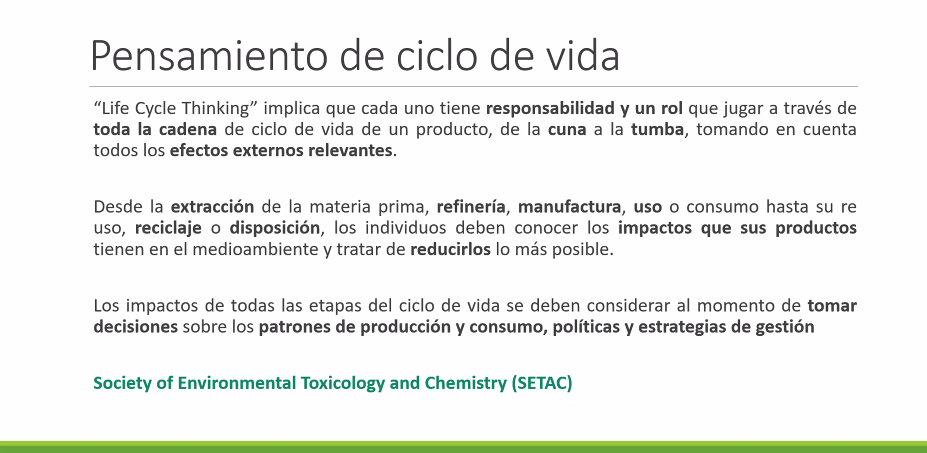 Pensamiento de ciclo de vida
“Life Cycle Thinking” implica que cada uno tiene responsabilidad y un rol que jugar a través de
toda la cadena de ciclo de vida de un producto, de la cuna a la tumba, tomando en cuenta
todos los efectos externos relevantes.
Desde la extracción de la materia prima, refinería, manufactura, uso o consumo hasta su re
uso, reciclaje o disposición, los individuos deben conocer los impactos que sus productos
tienen en el medioambiente y tratar de reducirlos lo más posible.
Los impactos de todas las etapas del ciclo de vida se deben considerar al momento de tomar
decisiones sobre los patrones de producción y consumo, políticas y estrategias de gestión
Society of Environmental Toxicology and Chemistry (SETAC)